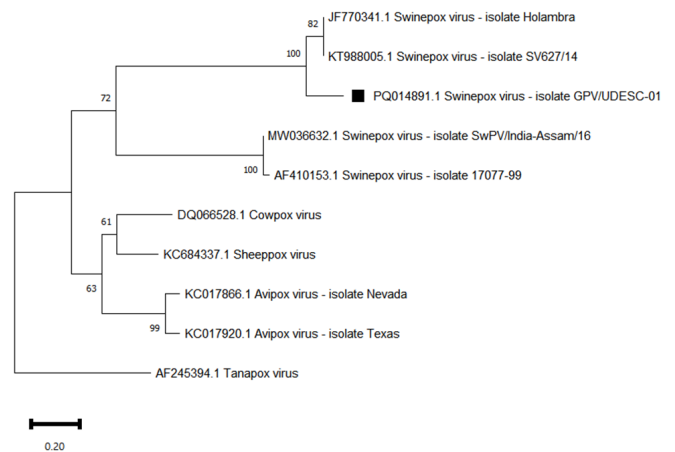 82
JF770341.1 Swinepox virus - isolate Holambra
100
KT988005.1 Swinepox virus - isolate SV627/14
72
PQ014891.1 Swinepox virus - isolate GPV/UDESC-01
MW036632.1 Swinepox virus - isolate SwPV/India-Assam/16
100
AF410153.1 Swinepox virus - isolate 17077-99
61
DQ066528.1 Cowpox virus
KC684337.1 Sheeppox virus
63
KC017866.1 Avipox virus - isolate Nevada
99
KC017920.1 Avipox virus - isolate Texas
AF245394.1 Tanapox virus
0.20